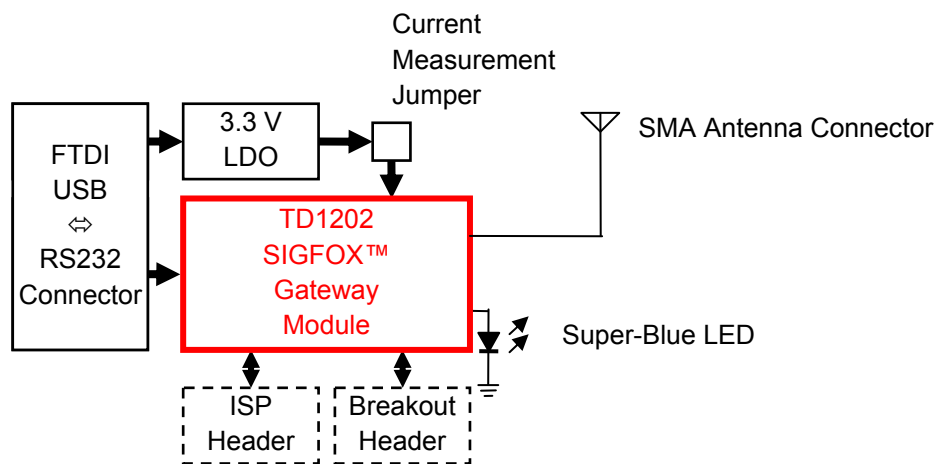 Current
Measurement
Jumper
3.3 V
LDO
SMA Antenna Connector
FTDI
USB
⇔
RS232
Connector
TD1202
SIGFOX™
Gateway
Module
Super-Blue LED
ISP
Header
Breakout
Header